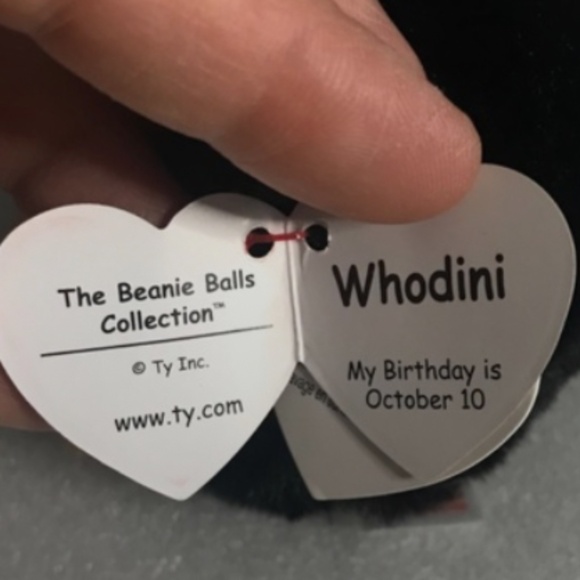 The Beanie Balls
Collection™
© Ty Inc.
www.ty.com
Whodini
My Birthday is
October 10